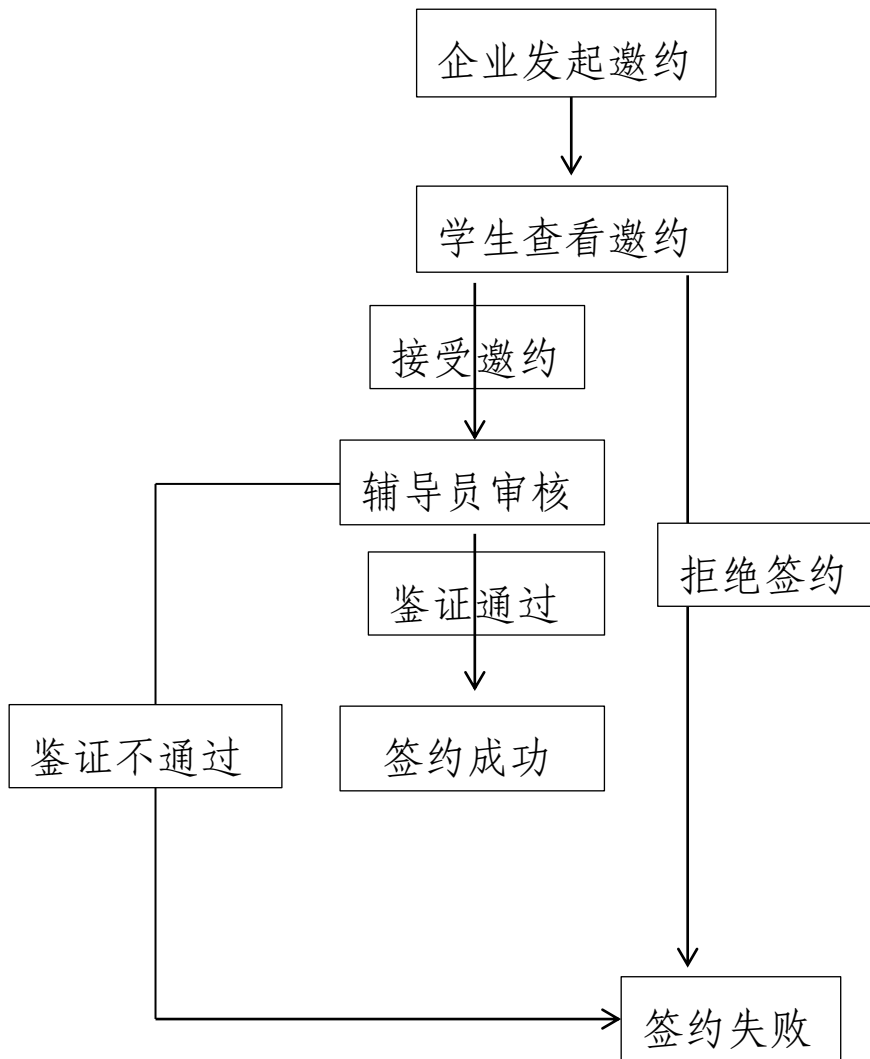 企业发起邀约
学生查看邀约
接受邀约
辅导员审核
拒绝签约
鉴证通过
鉴证不通过
签约成功
签约失败